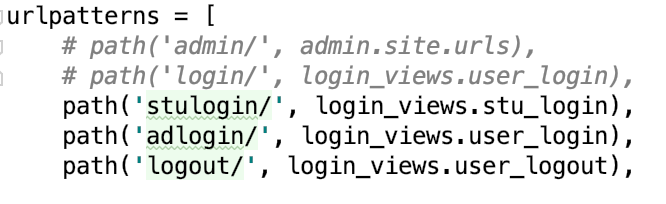 urlpatterns = [
# path('admin/', admin.site.urls),
# path('login/', login_views.user_login),
path('stulogin/', login_views.stu_login),
path('adlogin/', login_views.user_login),
path('logout/', login_views.user_logout),